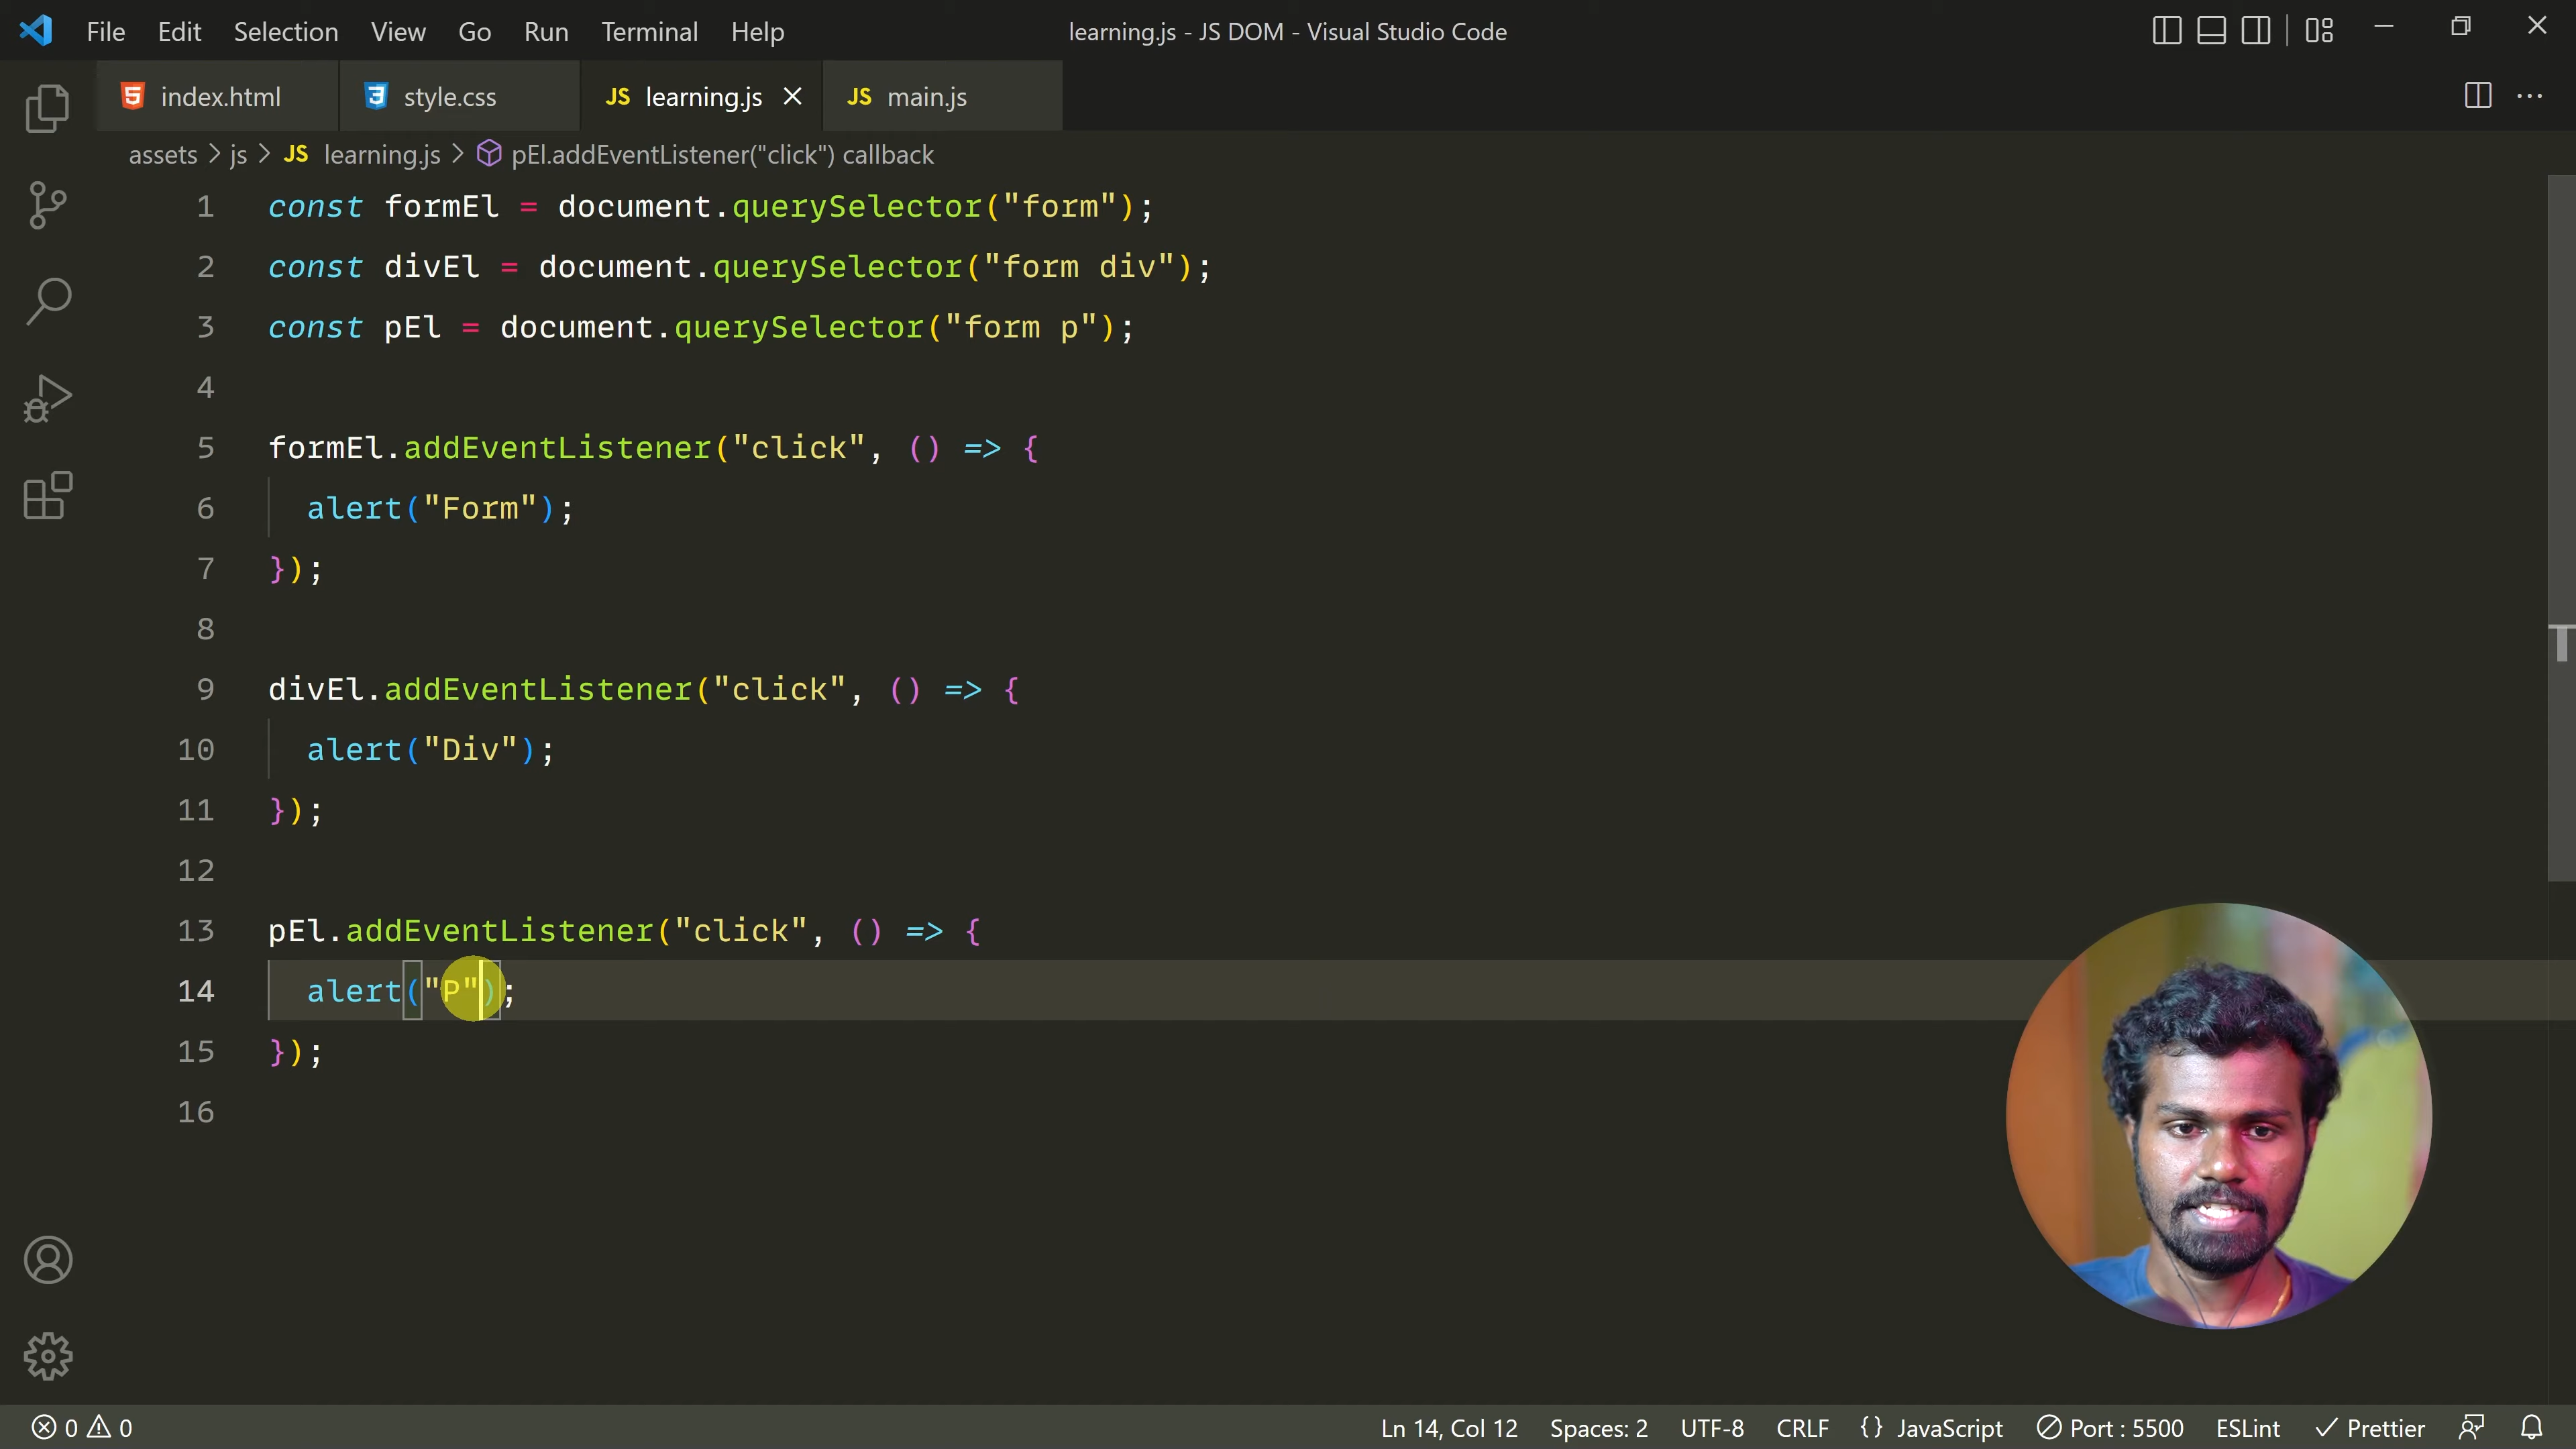 File Edit Selection View Go Run Terminal Help learning.js - JS DOM - Visual Studio Code
index.html style.css JS learning.js JS main.js
assets > js > JS learning.js > pEl.addEventListener("click") callback
1 const formEl = document.querySelector("form");
2 const divEl = document.querySelector("form div");
3 const pEl = document.querySelector("form p");
4
5 formEl.addEventListener("click", () => {
6 alert("Form");
7 });
8
9 divEl.addEventListener("click", () => {
10 alert("Div");
11 });
12
13 pEl.addEventListener("click", () => {
14 alert("P");
15 });
16
0 0 Ln 14, Col 12 Spaces: 2 UTF-8 CRLF {} JavaScript Port : 5500 ESLint Prettier